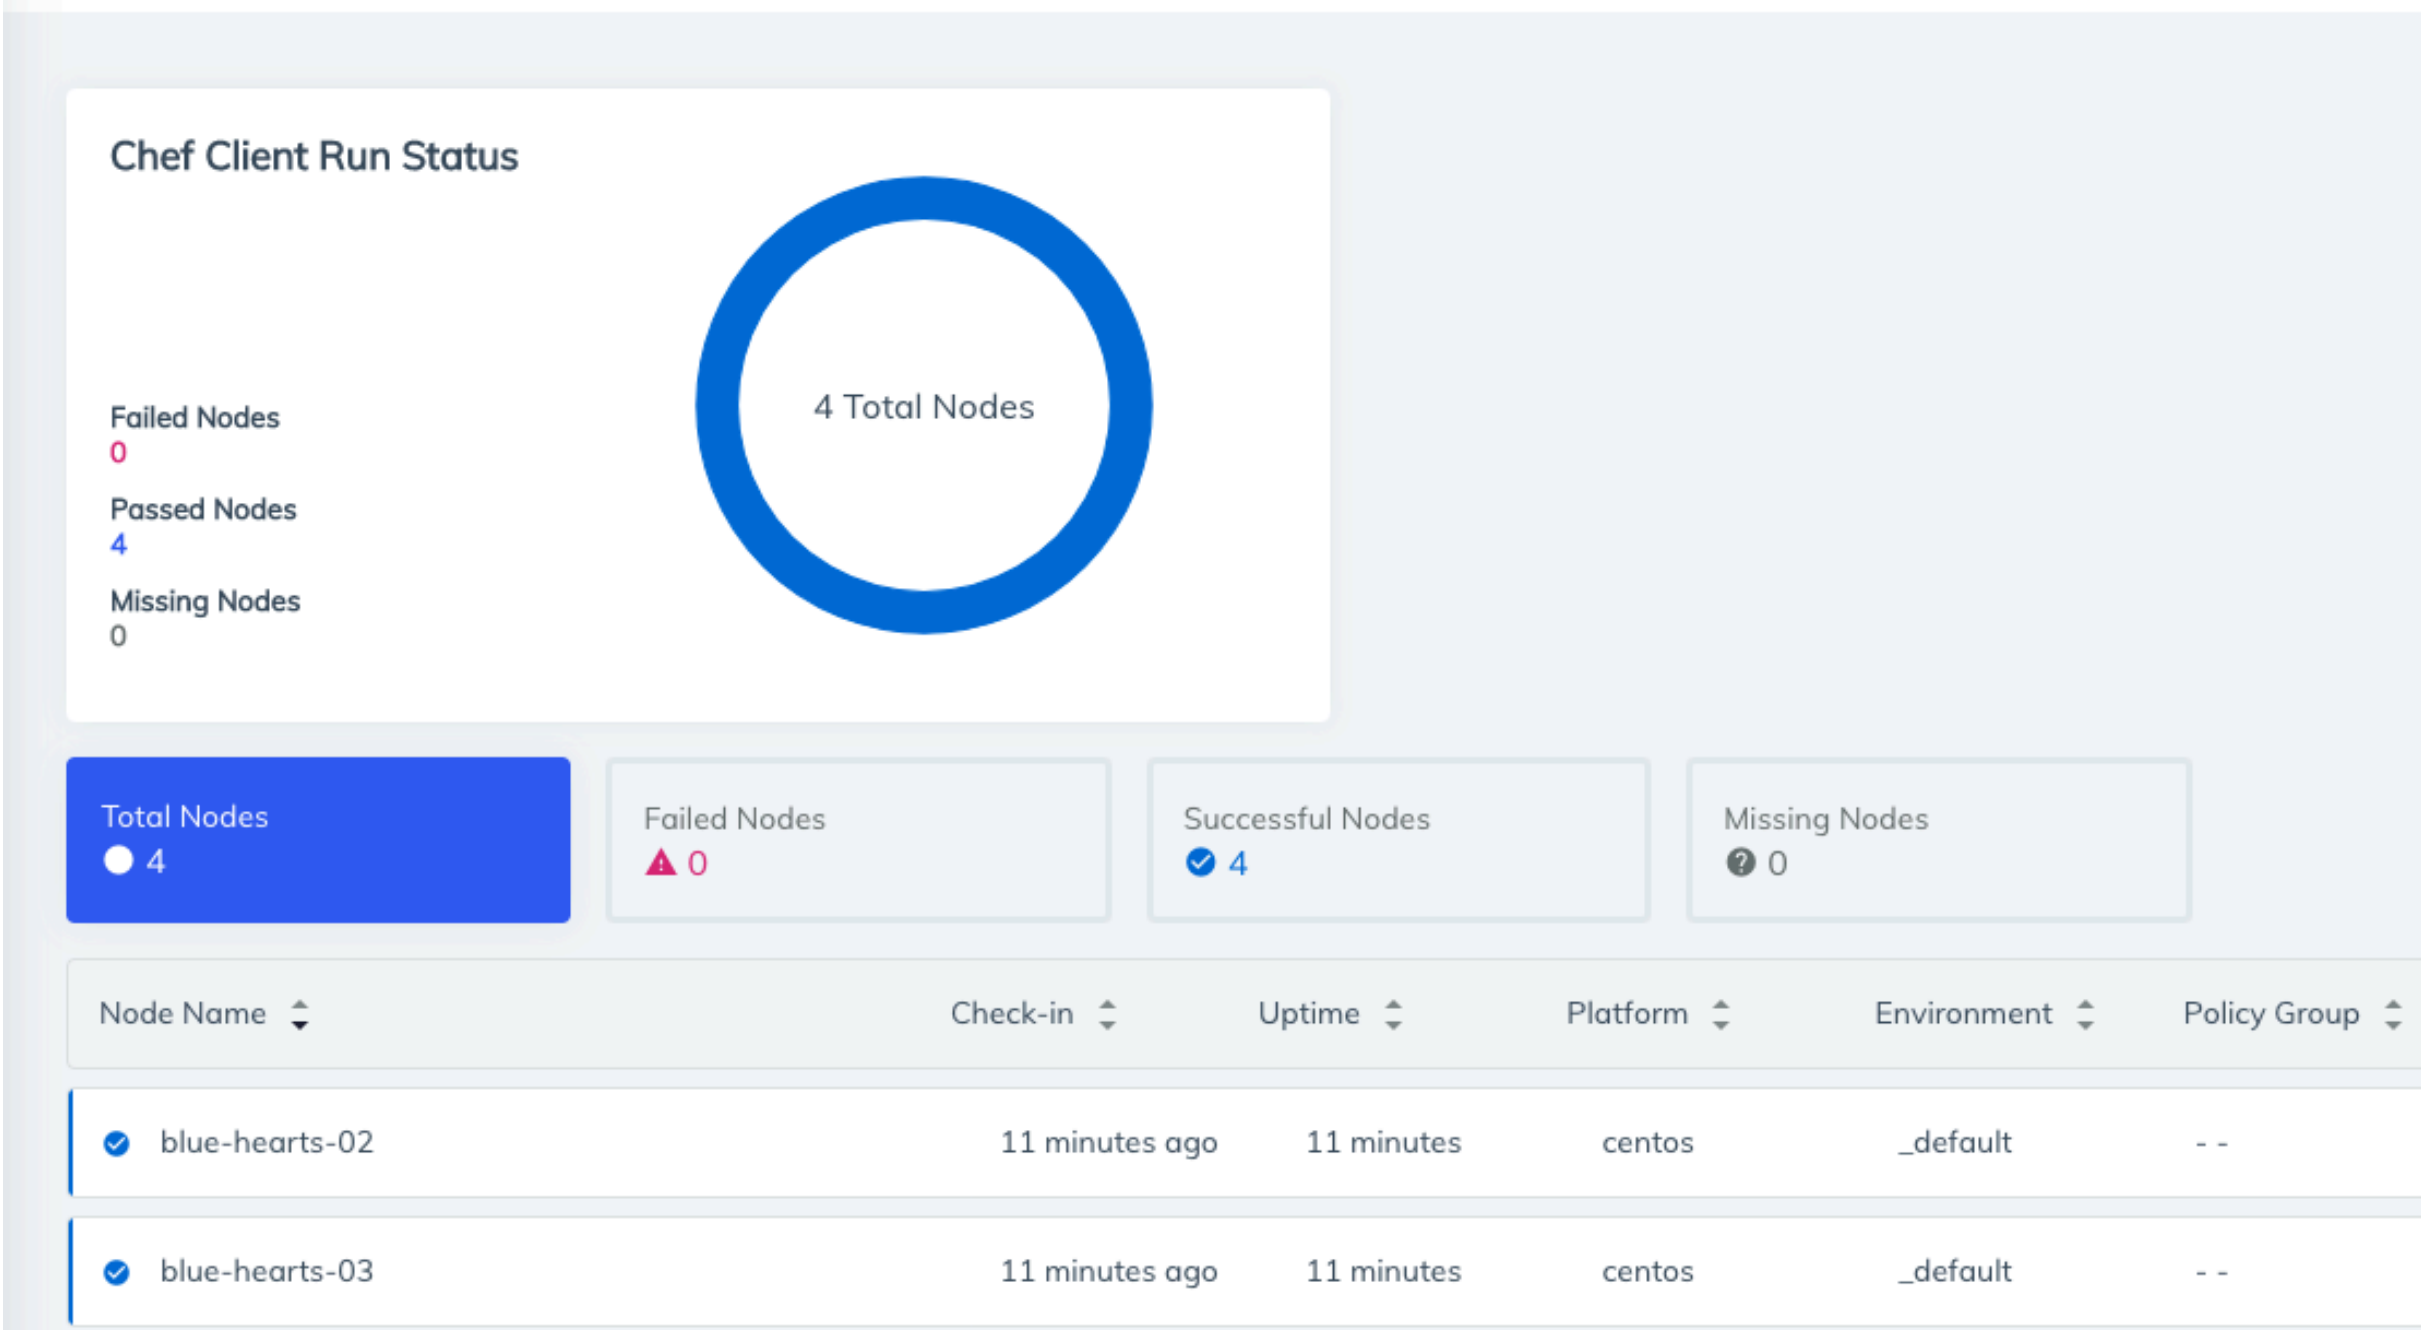 Chef Client Run Status
4 Total Nodes
Failed Nodes
0
Passed Nodes
4
Missing Nodes
0
Total Nodes
4
Failed Nodes
0
Successful Nodes
4
Missing Nodes
0
Node Name Check-in Uptime Platform Environment Policy Group
blue-hearts-02 11 minutes ago 11 minutes centos _default - -
blue-hearts-03 11 minutes ago 11 minutes centos _default - -